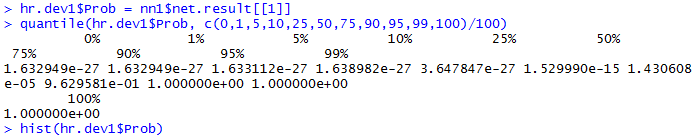 > hr.dev1$Prob = nn1$net.result[[1]]
> quantile(hr.dev1$Prob, c(0,1,5,10,25,50,75,90,95,99,100)/100)
0% 1% 5% 10% 25% 50%
75% 90% 95% 99%
1.632949e-27 1.632949e-27 1.633112e-27 1.638982e-27 3.647847e-27 1.529990e-15 1.430608
e-05 9.629581e-01 1.000000e+00 1.000000e+00
100%
1.000000e+00
> hist(hr.dev1$Prob)